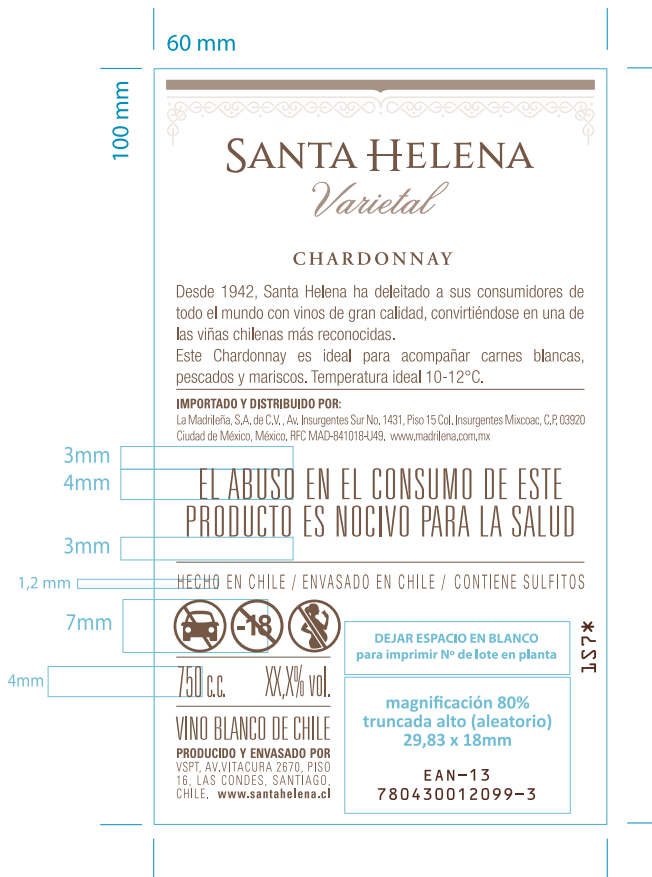 60 mm
100 mm
SANTA HELENA
Varietal
CHARDONNAY
Desde 1942, Santa Helena ha deleitado a sus consumidores de
todo el mundo con vinos de gran calidad, convirtiéndose en una de
las viñas chilenas más reconocidas.
Este Chardonnay es ideal para acompañar carnes blancas,
pescados y mariscos. Temperatura ideal 10-12°C.
IMPORTADO Y DISTRIBUIDO POR:
La Madrileña, S.A. de C.V. , Av. Insurgentes Sur No. 1431, Piso 15 Col. Insurgentes Mixcoac, C.P. 03920
Ciudad de México, México. RFC MAD-841018-U49. www.madrilena.com.mx
3mm
4mm
EL ABUSO EN EL CONSUMO DE ESTE
PRODUCTO ES NOCIVO PARA LA SALUD
3mm
1,2 mm
HECHO EN CHILE / ENVASADO EN CHILE / CONTIENE SULFITOS
7mm
-18
DEJAR ESPACIO EN BLANCO
para imprimir Nº de lote en planta
127*
4mm
750 c.c. XX,X% vol.
VINO BLANCO DE CHILE
PRODUCIDO Y ENVASADO POR
VSPT, AV.VITACURA 2670, PISO
16, LAS CONDES, SANTIAGO,
CHILE. www.santahelena.cl
magnificación 80%
truncada alto (aleatorio)
29,83 x 18mm
EAN-13
780430012099-3